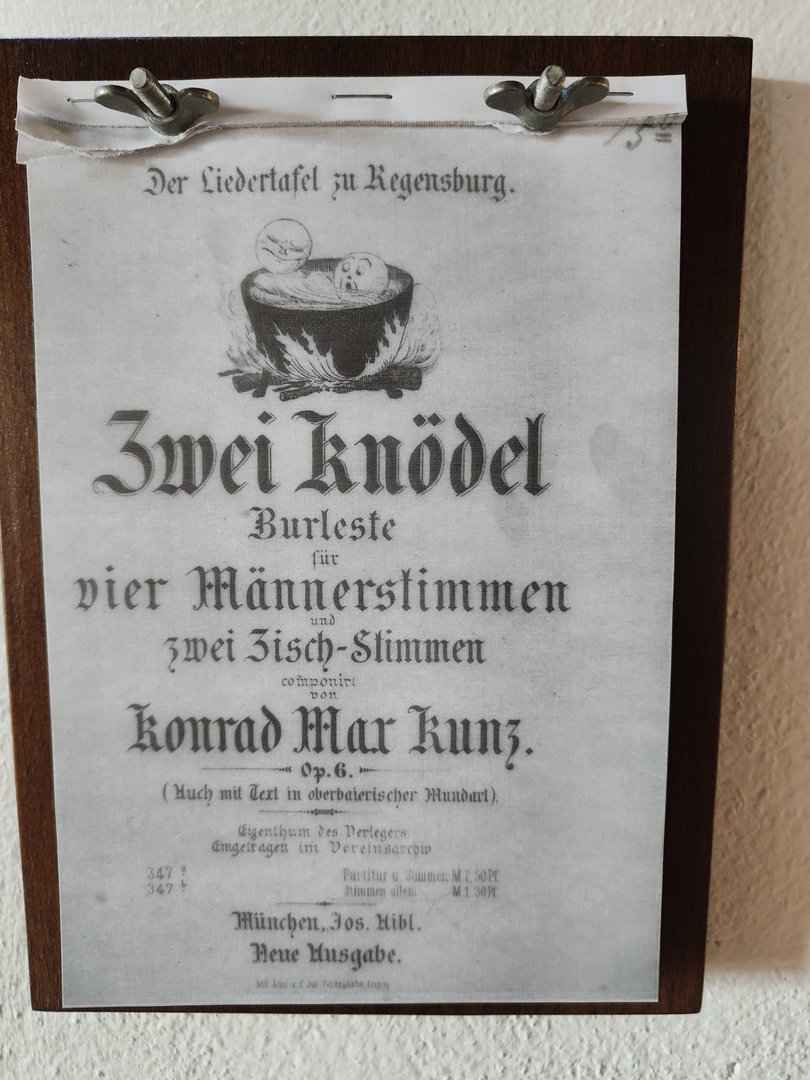 Der Liedertafel zu Regensburg.
Zwei Knödel
Burleske
für
vier Männerstimmen
und
zwei Zisch-Stimmen
componirt
von
Konrad Max Kunz.
Op. 6.
(Auch mit Text in oberbaierischer Mundart).
Eigenthum des Verlegers
Eingetragen im Vereinsarchiv
347 a Partitur u. Stimmen M 2.50 Pf.
347 b Stimmen allein M 1 30 Pf.
München, Jos. Aibl.
Neue Ausgabe.